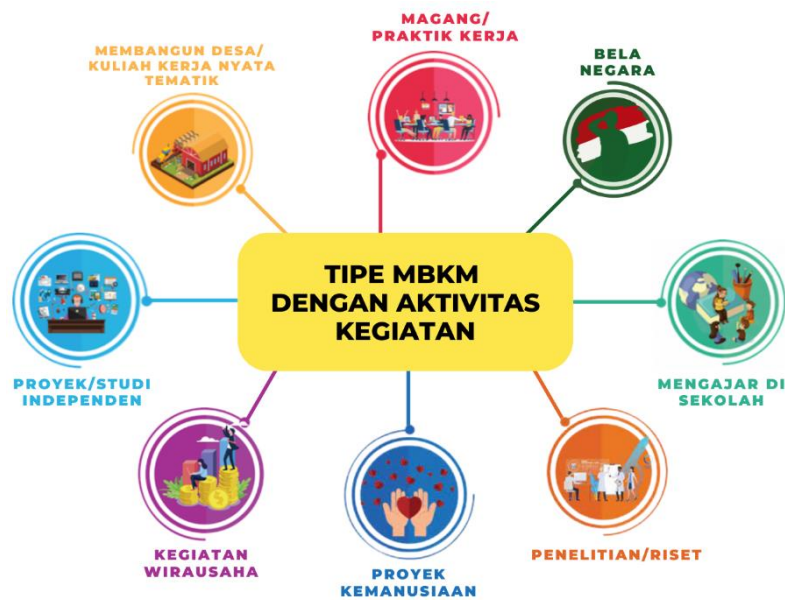 MAGANG/
PRAKTIK KERJA
MEMBANGUN DESA/
KULIAH KERJA NYATA
TEMATIK
BELA
NEGARA
TIPE MBKM
DENGAN AKTIVITAS
KEGIATAN
PROYEK/STUDI
INDEPENDEN
MENGAJAR DI
SEKOLAH
KEGIATAN
WIRAUSAHA
PROYEK
KEMANUSIAAN
PENELITIAN/RISET